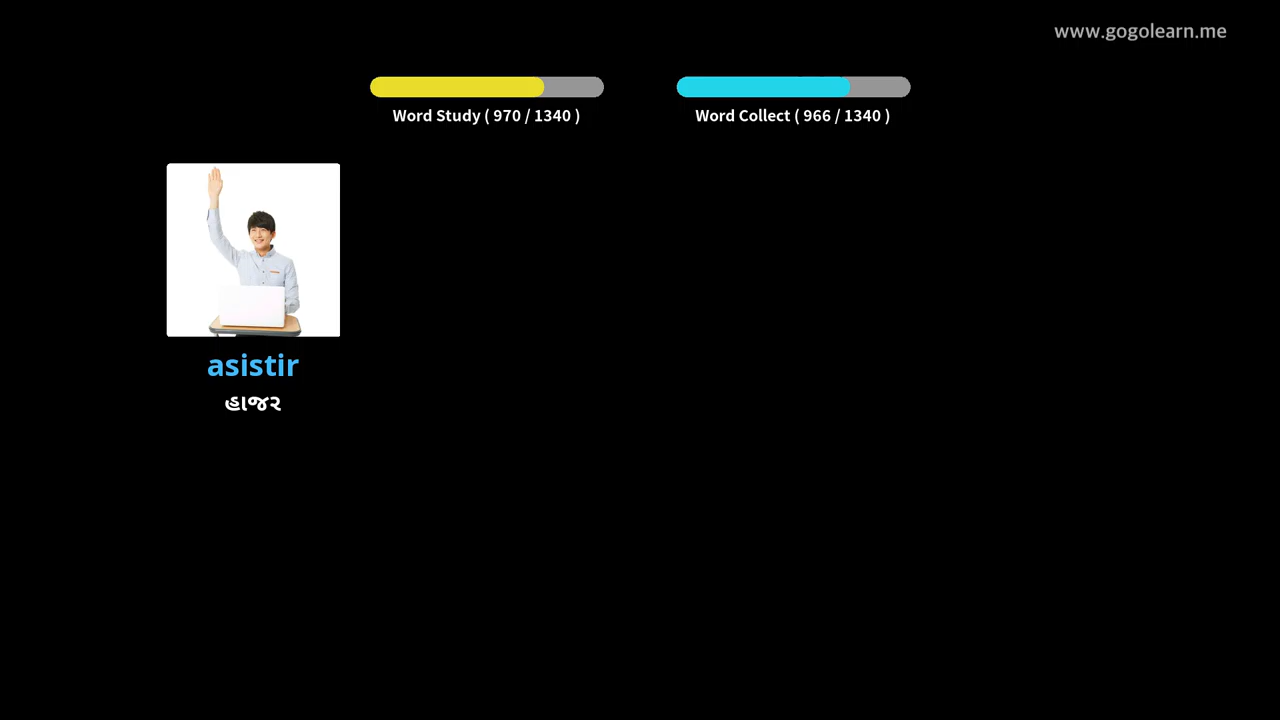 www.gogolearn.me
Word Study ( 970 / 1340 )
Word Collect ( 966 / 1340 )
asistir
હાજર